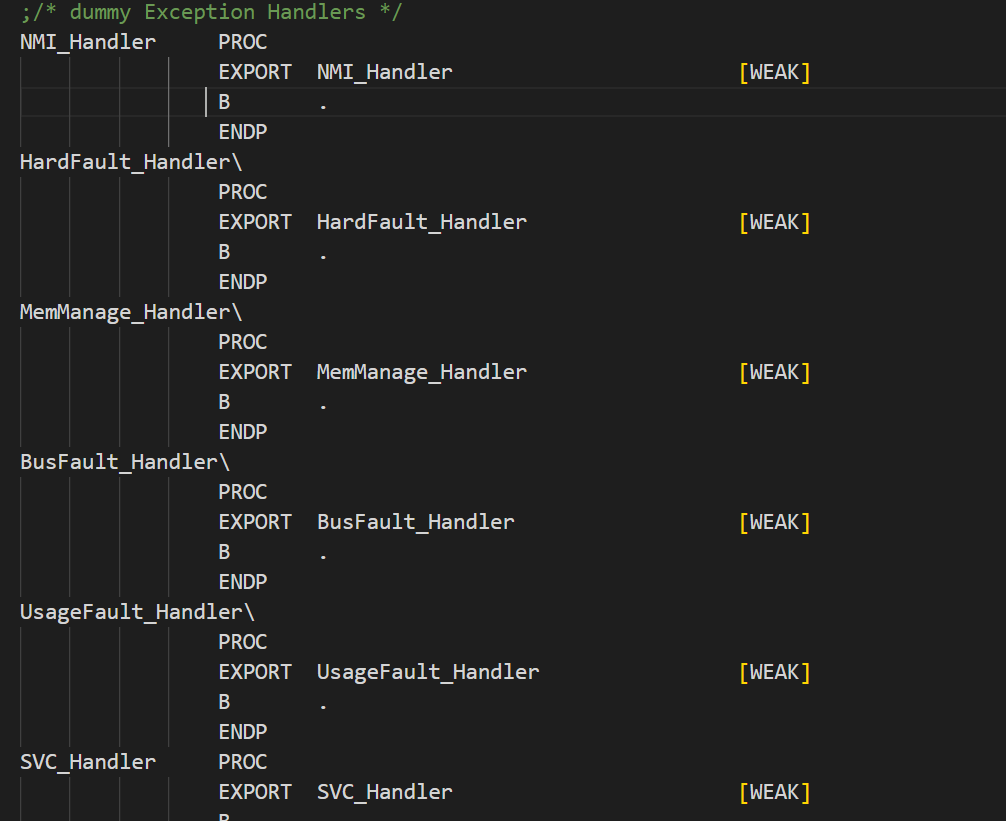 ;/* dummy Exception Handlers */
NMI_Handler     PROC
                EXPORT  NMI_Handler                       [WEAK]
                B       .
                ENDP
HardFault_Handler\
                PROC
                EXPORT  HardFault_Handler                 [WEAK]
                B       .
                ENDP
MemManage_Handler\
                PROC
                EXPORT  MemManage_Handler                 [WEAK]
                B       .
                ENDP
BusFault_Handler\
                PROC
                EXPORT  BusFault_Handler                  [WEAK]
                B       .
                ENDP
UsageFault_Handler\
                PROC
                EXPORT  UsageFault_Handler                [WEAK]
                B       .
                ENDP
SVC_Handler     PROC
                EXPORT  SVC_Handler                       [WEAK]